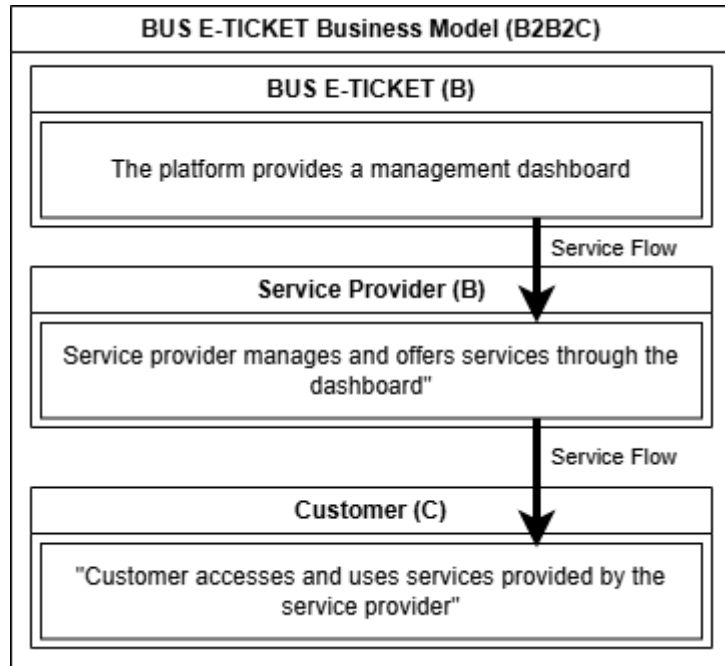 BUS E-TICKET Business Model (B2B2C)
BUS E-TICKET (B)
The platform provides a management dashboard
Service Flow
Service Provider (B)
Service provider manages and offers services through the
dashboard"
Service Flow
Customer (C)
"Customer accesses and uses services provided by the
service provider"